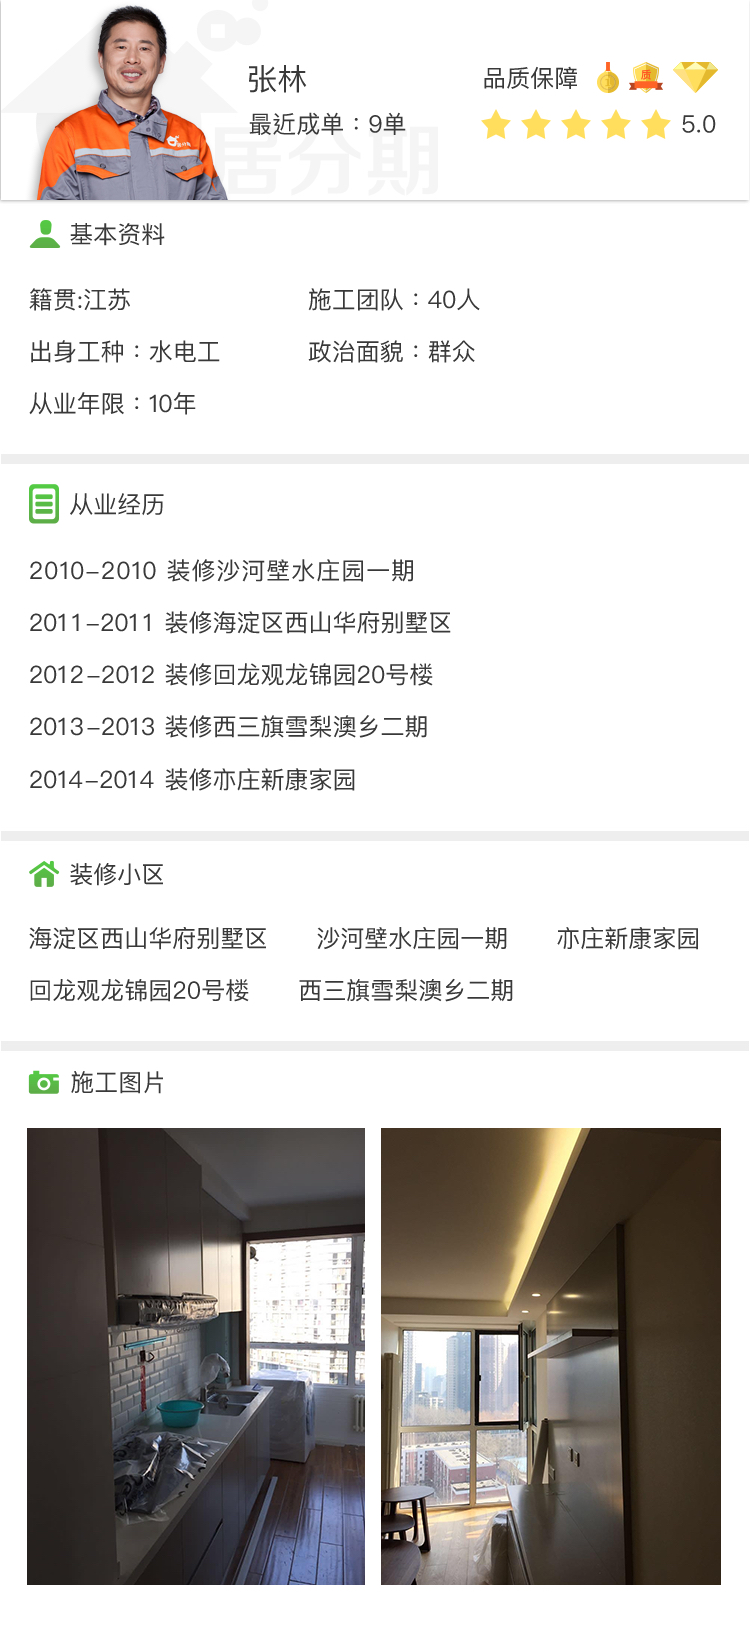 张林
品质保障
质
最近成单：9单
5.0
居分期
基本资料
籍贯:江苏
施工团队：40人
出身工种：水电工
政治面貌：群众
从业年限：10年
从业经历
2010-2010 装修沙河壁水庄园一期
2011-2011 装修海淀区西山华府别墅区
2012-2012 装修回龙观龙锦园20号楼
2013-2013 装修西三旗雪梨澳乡二期
2014-2014 装修亦庄新康家园
装修小区
海淀区西山华府别墅区 沙河壁水庄园一期 亦庄新康家园
回龙观龙锦园20号楼 西三旗雪梨澳乡二期
施工图片